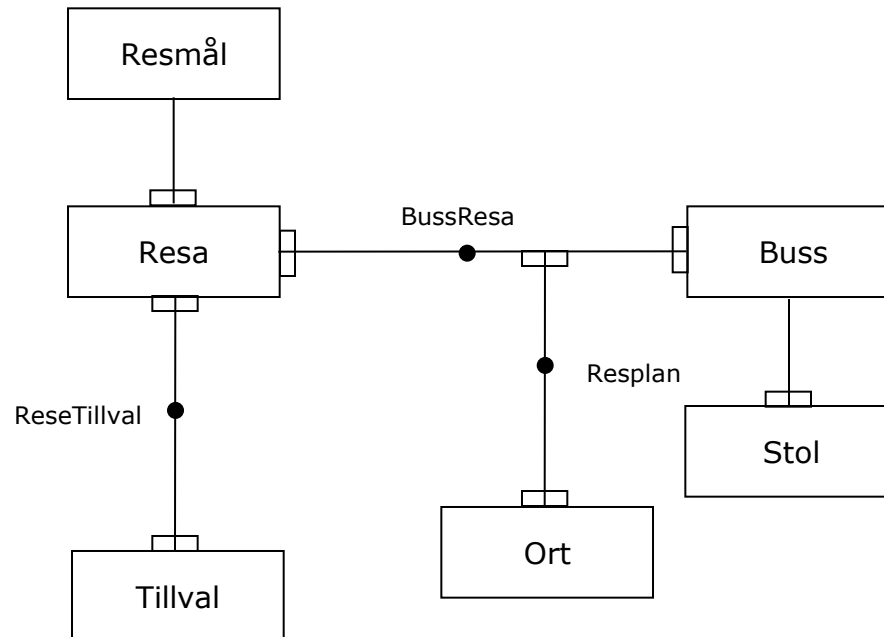 Resmål
BussResa
Resa
Buss
Resplan
ReseTillval
Stol
Ort
Tillval